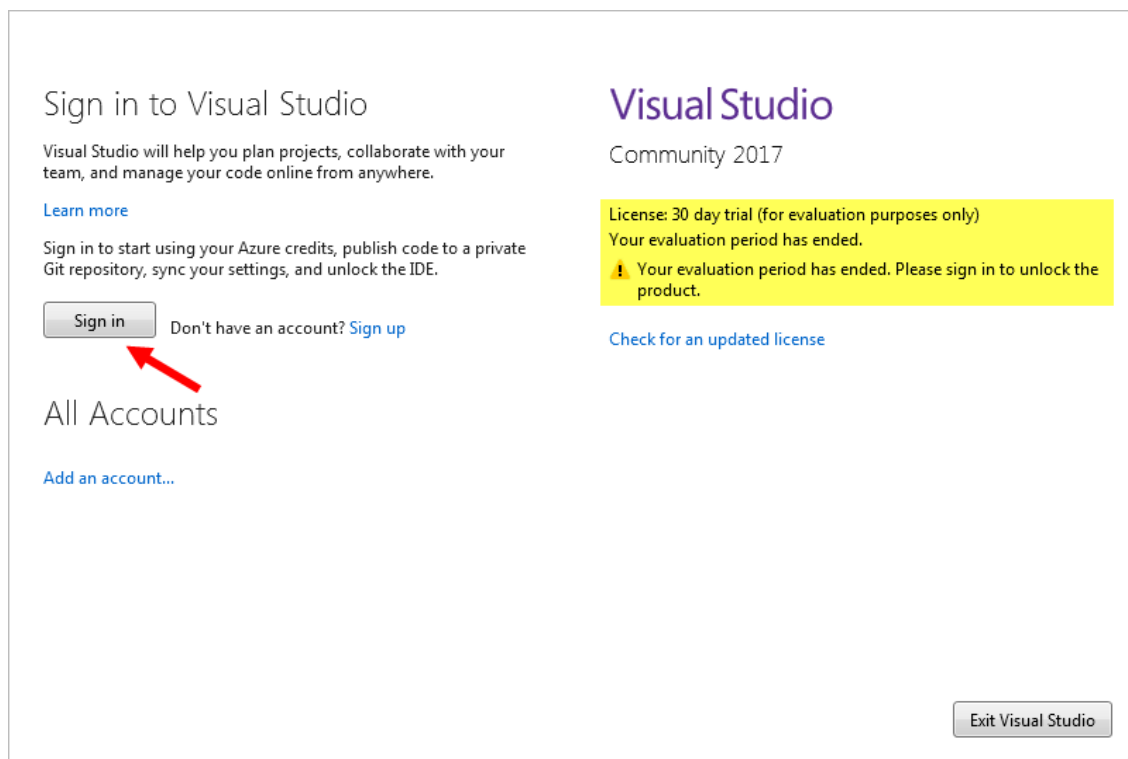 Sign in to Visual Studio
Visual Studio will help you plan projects, collaborate with your
team, and manage your code online from anywhere.
Learn more
Sign in to start using your Azure credits, publish code to a private
Git repository, sync your settings, and unlock the IDE.
Sign in
Don't have an account? Sign up
All Accounts
Add an account...
Visual Studio
Community 2017
License: 30 day trial (for evaluation purposes only)
Your evaluation period has ended.
Your evaluation period has ended. Please sign in to unlock the
product.
Check for an updated license
Exit Visual Studio